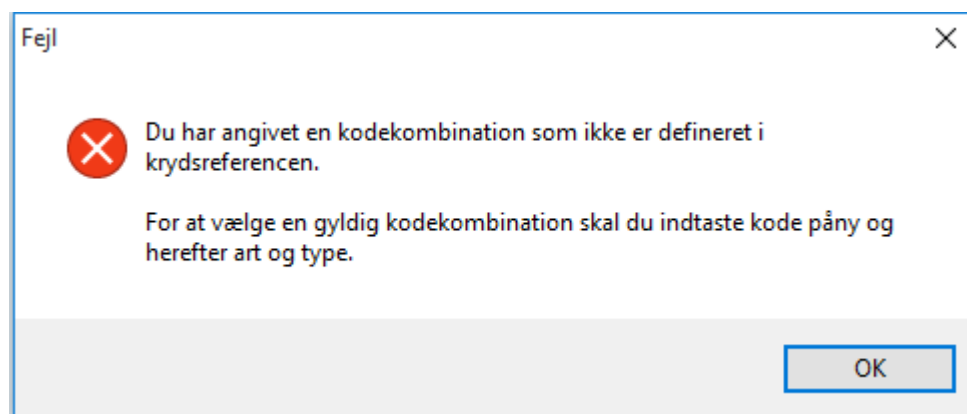 Fejl
Du har angivet en kodekombination som ikke er defineret i
krydsreferencen.
For at vælge en gyldig kodekombination skal du indtaste kode påny og
herefter art og type.
OK